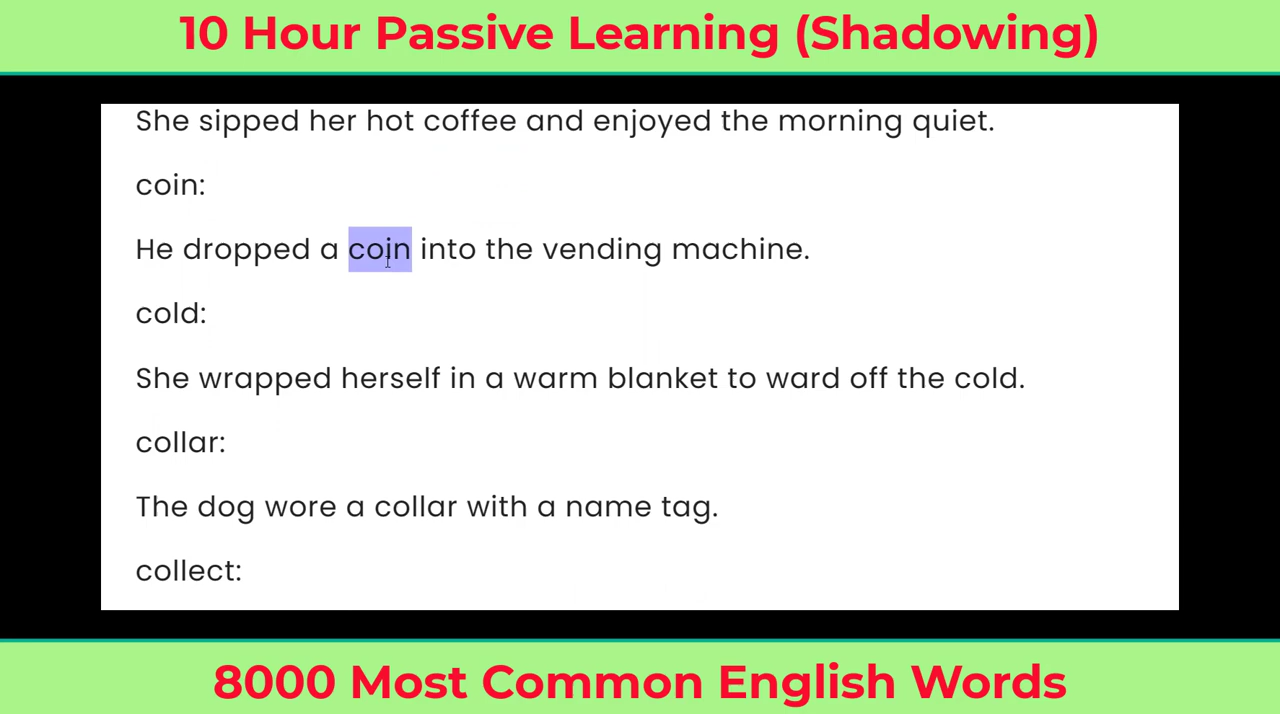 10 Hour Passive Learning (Shadowing)
She sipped her hot coffee and enjoyed the morning quiet.
coin:
He dropped a coin into the vending machine.
cold:
She wrapped herself in a warm blanket to ward off the cold.
collar:
The dog wore a collar with a name tag.
collect:
8000 Most Common English Words